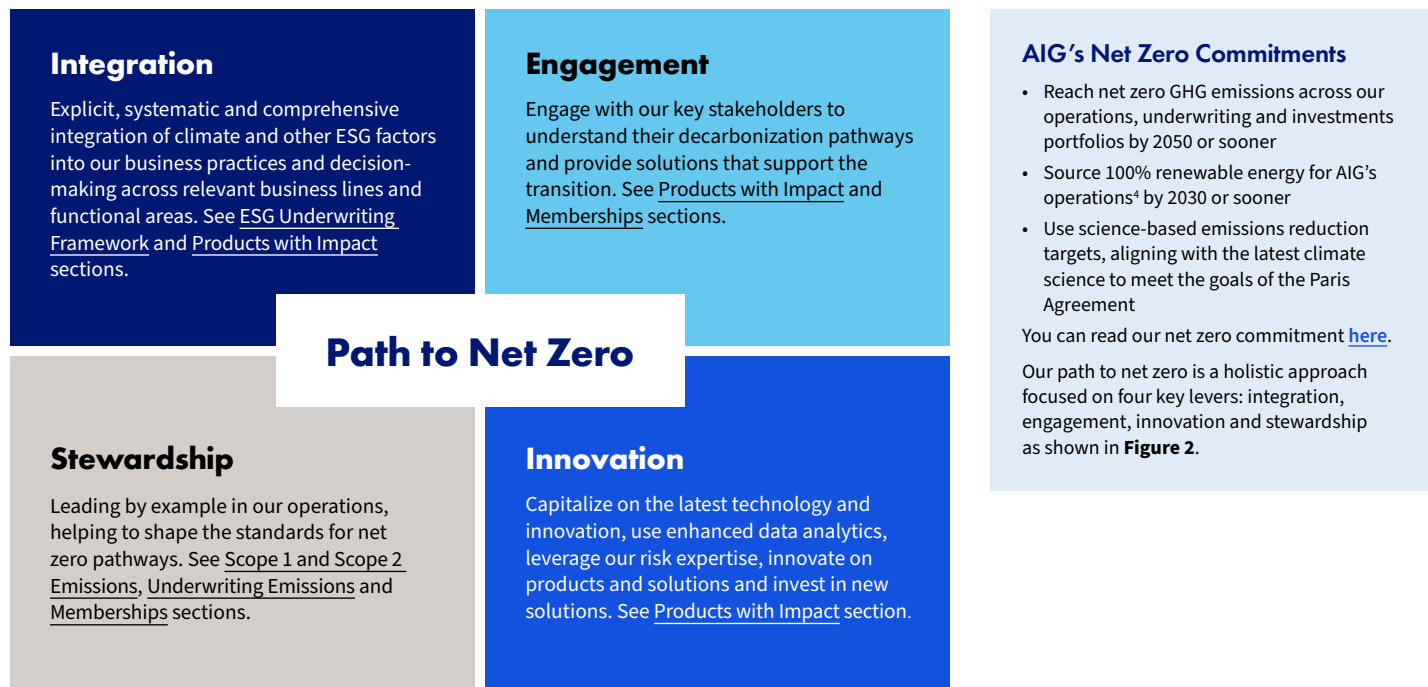 Integration
Explicit, systematic and comprehensive
integration of climate and other ESG factors
into our business practices and decision-
making across relevant business lines and
functional areas. See ESG Underwriting
Framework and Products with Impact
sections.
Engagement
Engage with our key stakeholders to
understand their decarbonization pathways
and provide solutions that support the
transition. See Products with Impact and
Memberships sections.
Path to Net Zero
Stewardship
Leading by example in our operations,
helping to shape the standards for net
zero pathways. See Scope 1 and Scope 2
Emissions, Underwriting Emissions and
Memberships sections.
Innovation
Capitalize on the latest technology and
innovation, use enhanced data analytics,
leverage our risk expertise, innovate on
products and solutions and invest in new
solutions. See Products with Impact section.
AIG’s Net Zero Commitments
• Reach net zero GHG emissions across our
operations, underwriting and investments
portfolios by 2050 or sooner
• Source 100% renewable energy for AIG’s
operations⁴ by 2030 or sooner
• Use science-based emissions reduction
targets, aligning with the latest climate
science to meet the goals of the Paris
Agreement
You can read our net zero commitment here.
Our path to net zero is a holistic approach
focused on four key levers: integration,
engagement, innovation and stewardship
as shown in Figure 2.